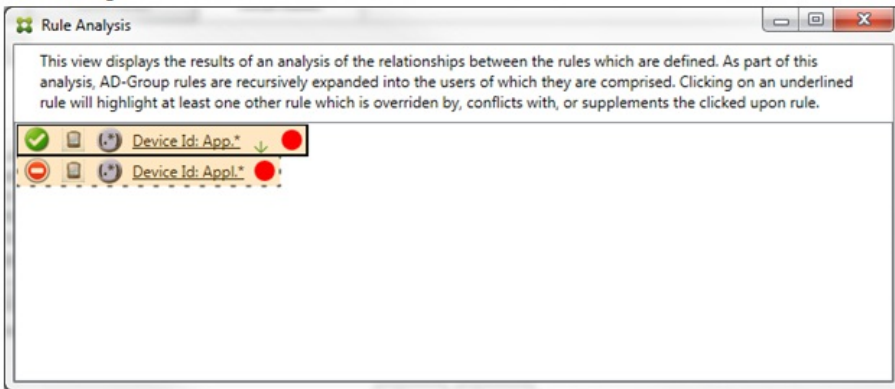 Rule Analysis
This view displays the results of an analysis of the relationships between the rules which are defined. As part of this
analysis, AD-Group rules are recursively expanded into the users of which they are comprised. Clicking on an underlined
rule will highlight at least one other rule which is overriden by, conflicts with, or supplements the clicked upon rule.
(.*) Device Id: App.*
(.*) Device Id: Appl.*